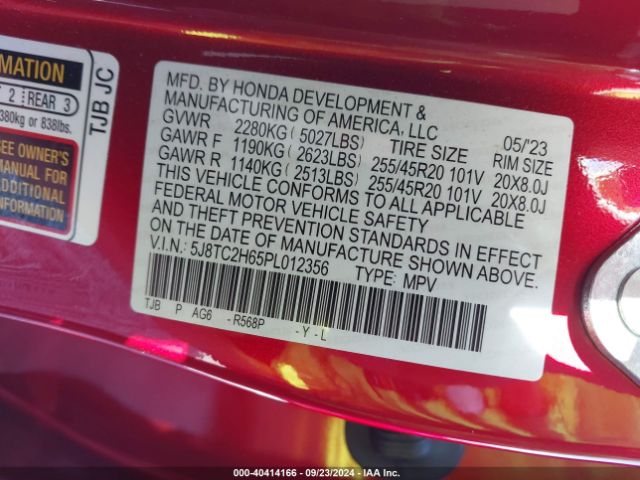 RMATION
2 REAR 3
380kg or 838lbs.
SEE OWNER'S
MANUAL FOR
ADDITIONAL
INFORMATION
TJB JC
MFD. BY HONDA DEVELOPMENT &
MANUFACTURING OF AMERICA, LLC 05/'23
GVWR 2280KG( 5027LBS) TIRE SIZE RIM SIZE
GAWR F 1190KG( 2623LBS) 255/45R20 101V 20X8.0J
GAWR R 1140KG( 2513LBS) 255/45R20 101V 20X8.0J
THIS VEHICLE CONFORMS TO ALL APPLICABLE
FEDERAL MOTOR VEHICLE SAFETY
AND THEFT PREVENTION STANDARDS IN EFFECT
ON THE DATE OF MANUFACTURE SHOWN ABOVE.
V.I.N.: 5J8TC2H65PL012356 TYPE: MPV
TJB P AG6 -R568P -Y-L
000-40414166 - 09/23/2024 - IAA Inc.